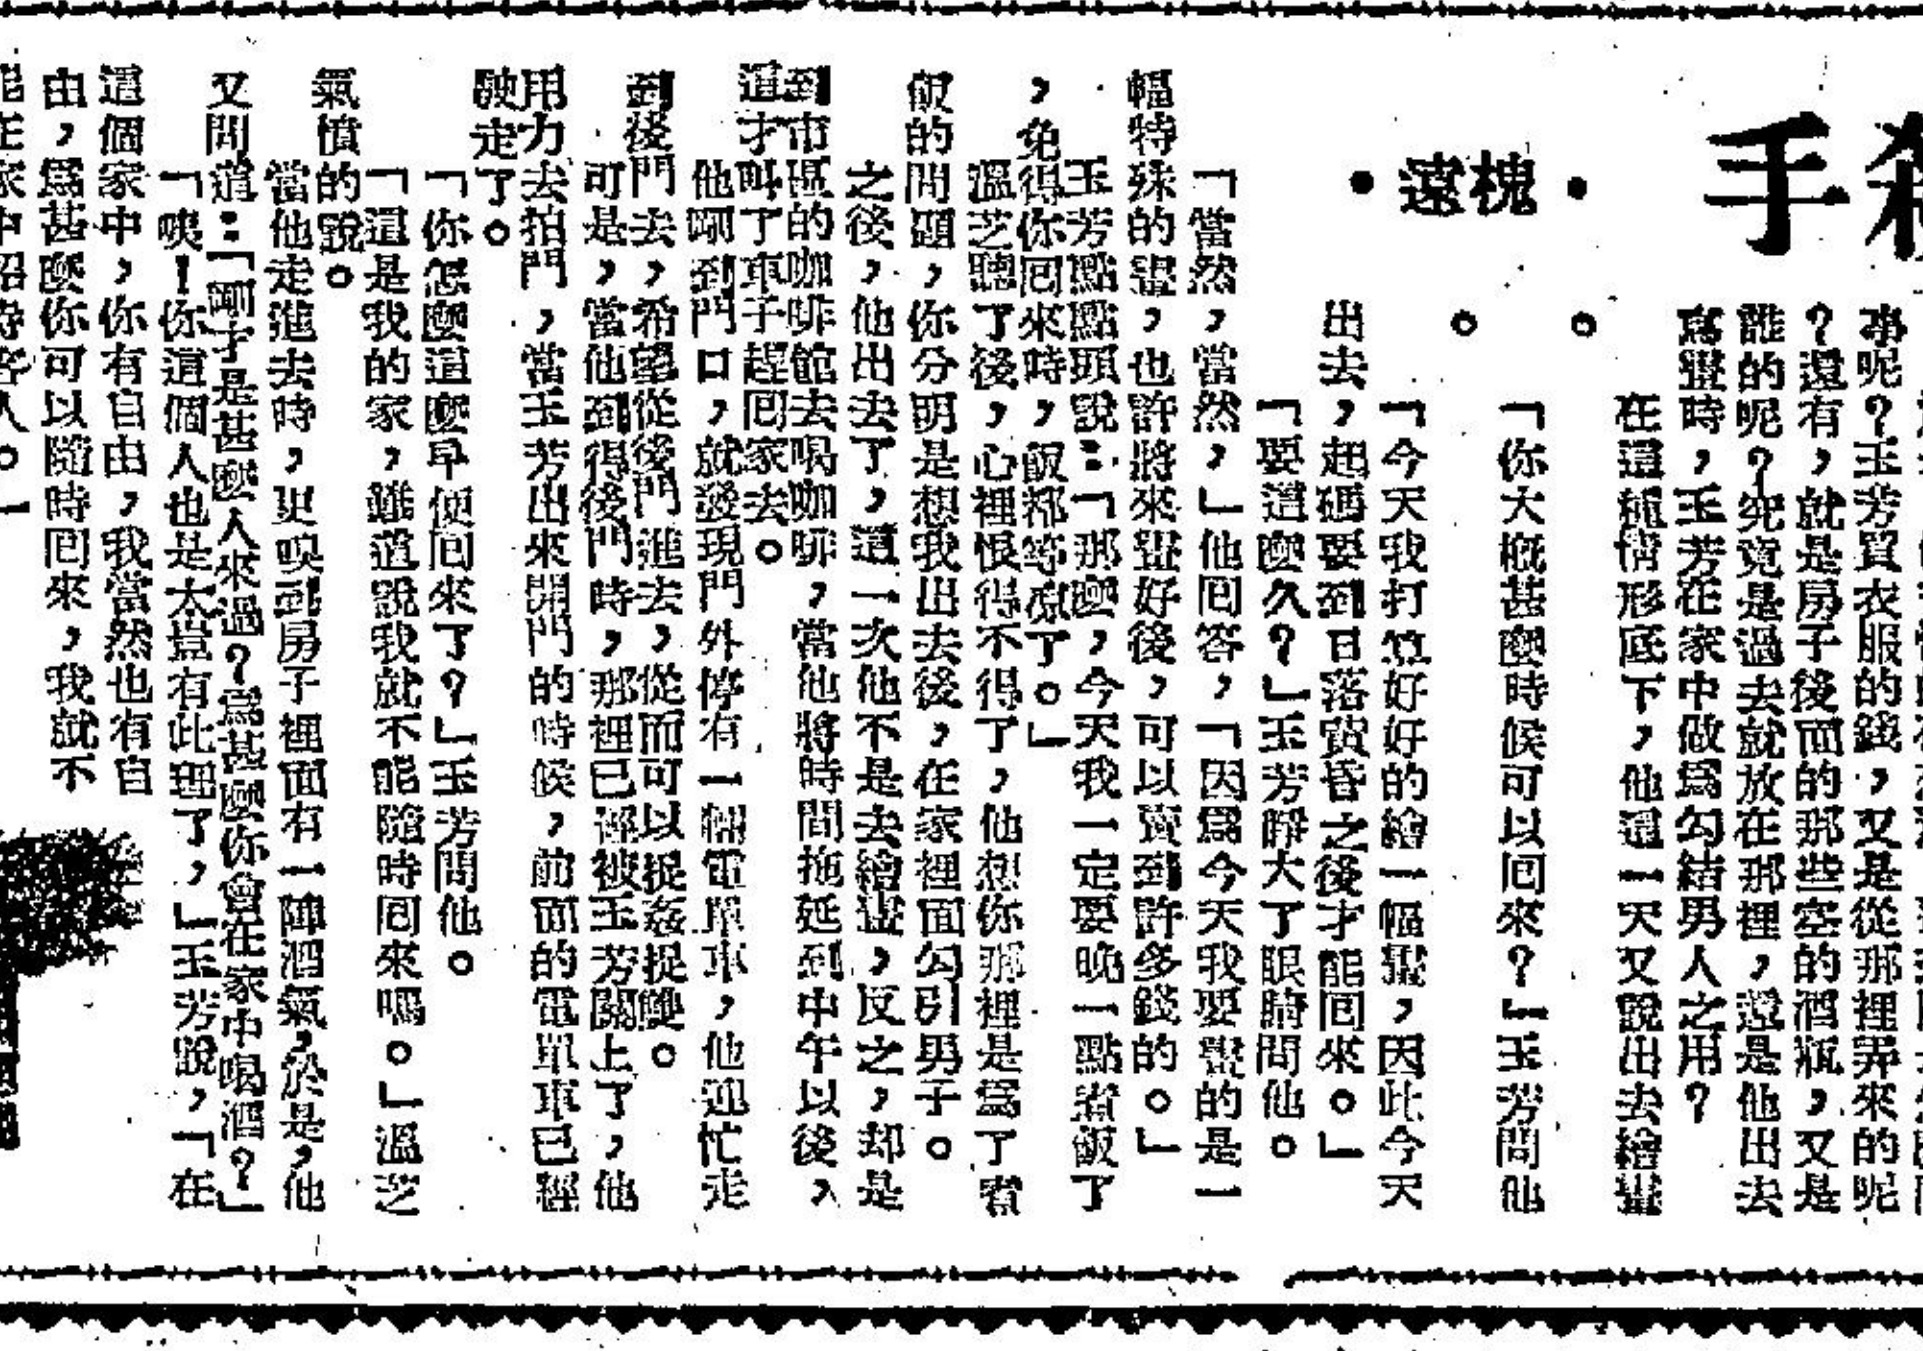 殺手
·槐遠·
事呢？玉芳買衣服的錢，又是從那裡弄來的呢
？還有，就是房子後面的那些空的酒瓶，又是
誰的呢？究竟是過去就放在那裡，還是他出去
寫畫時，玉芳在家中做爲勾結男人之用？
在這種情形底下，他這一天又說出去繪畫
。
「你大概甚麼時候可以囘來？」玉芳問他
。
「今天我打算好好的繪一幅畫，因此今天
出去，起碼要到日落黃昏之後才能囘來。」
「要這麼久？」玉芳睜大了眼睛問他。
「當然，當然，」他囘答，「因爲今天我要畫的是一
幅特殊的畫，也許將來畫好後，可以賣到許多錢的。」
玉芳點點頭說：「那麼，今天我一定要晚一點煮飯了
，免得你囘來時，飯都等凉了。」
溫芝聽了後，心裡恨得不得了，他想你那裡是爲了煮
飯的問題，你分明是想我出去後，在家裡面勾引男子。
之後，他出去了，這一次他不是去繪畫，反之，却是
到市區的咖啡館去喝咖啡，當他將時間拖延到中午以後，
這才叫了車子趕囘家去。
他剛到門口，就發現門外停有一輛電單車，他連忙走
到後門去，希望從後門進去，從而可以捉姦捉雙。
可是，當他到得後門時，那裡已經被玉芳關上了，他
用力去拍門，當玉芳出來開門的時候，前面的電單車已經
駛走了。
「你怎麼這麼早便囘來了？」玉芳問他。
「這是我的家，難道說我就不能隨時囘來嗎。」溫芝
氣憤的說。
當他走進去時，更嗅到房子裡面有一陣酒氣，於是，他
又問道：「剛才是甚麼人來過？爲甚麼你會在家中喝酒？」
「噢！你這個人也是太豈有此理了，」玉芳說，「在
這個家中，你有自由，我當然也有自
由，爲甚麼你可以隨時囘來，我就不
能在家中招待客人。」